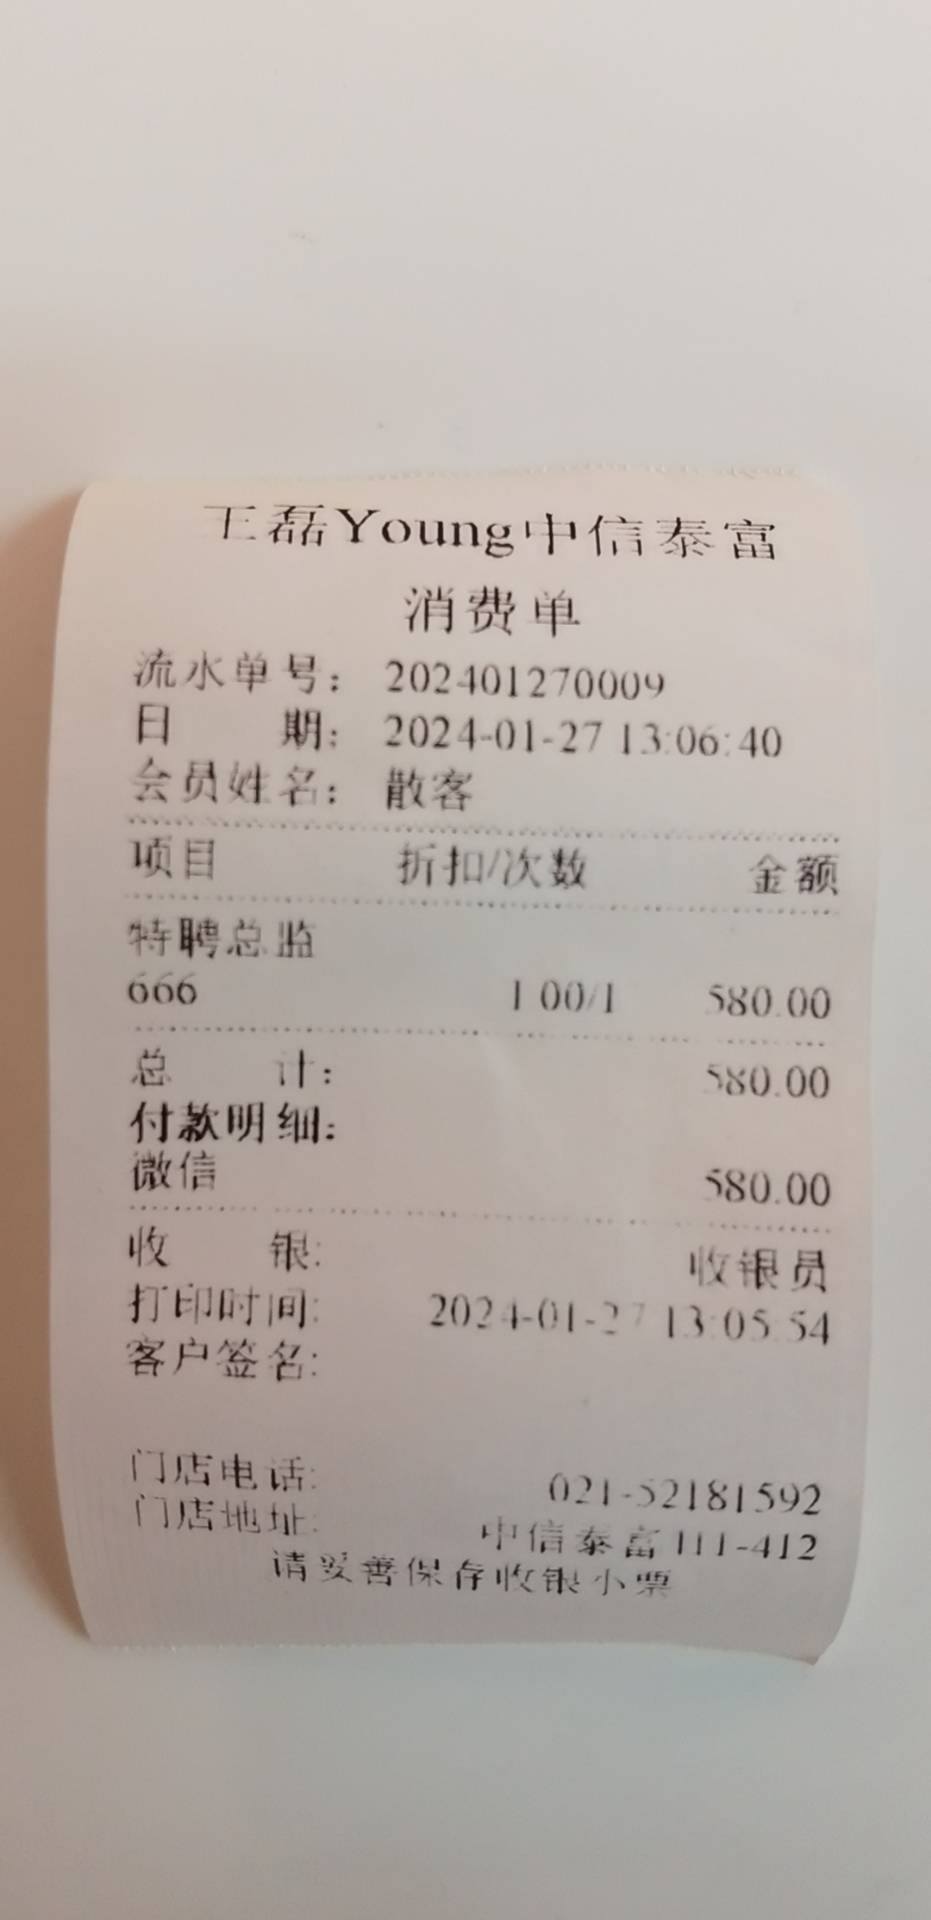 王磊Young中信泰富
消费单
流水单号: 202401270009
日 期: 2024-01-27 13:06:40
会员姓名: 散客
项目 折扣/次数 金额
特聘总监
666 1.00/1 580.00
总 计: 580.00
付款明细:
微信 580.00
收 银: 收银员
打印时间: 2024-01-27 13:05:54
客户签名:
门店电话: 021-52181592
门店地址: 中信泰富111-412
请妥善保存收银小票